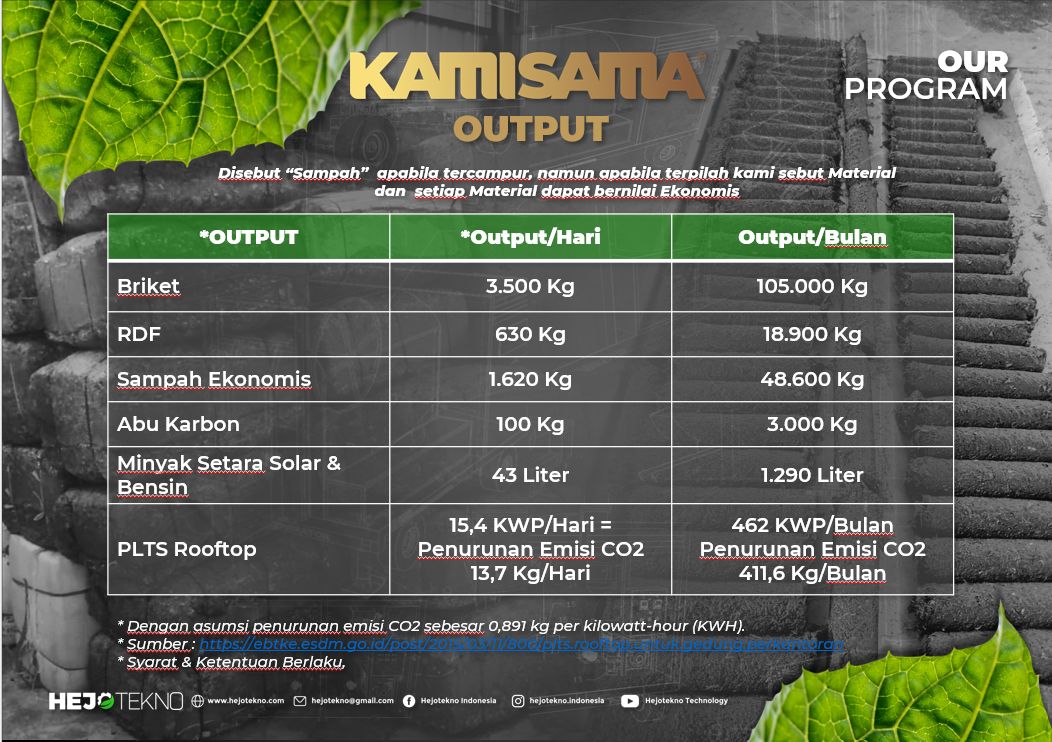 KAMISAMA
OUTPUT
OUR
PROGRAM
Disebut “Sampah” apabila tercampur, namun apabila terpilah kami sebut Material
dan setiap Material dapat bernilai Ekonomis
*OUTPUT *Output/Hari Output/Bulan
Briket 3.500 Kg 105.000 Kg
RDF 630 Kg 18.900 Kg
Sampah Ekonomis 1.620 Kg 48.600 Kg
Abu Karbon 100 Kg 3.000 Kg
Minyak Setara Solar &
Bensin
43 Liter 1.290 Liter
PLTS Rooftop
15,4 KWP/Hari =
Penurunan Emisi CO2
13,7 Kg/Hari
462 KWP/Bulan
Penurunan Emisi CO2
411,6 Kg/Bulan
* Dengan asumsi penurunan emisi CO2 sebesar 0,891 kg per kilowatt-hour (KWH).
* Sumber :
* Syarat & Ketentuan Berlaku,
HEJOTEKNO www.hejotekno.com hejotekno@gmail.com Hejotekno Indonesia hejotekno.indonesia Hejotekno Technology